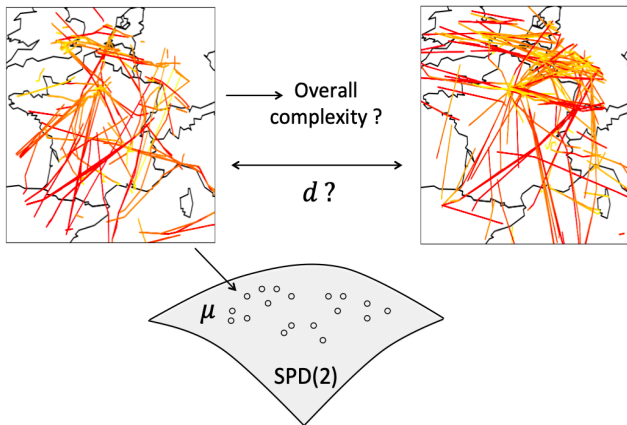 Overall
complexity ?
d ?
μ
SPD(2)